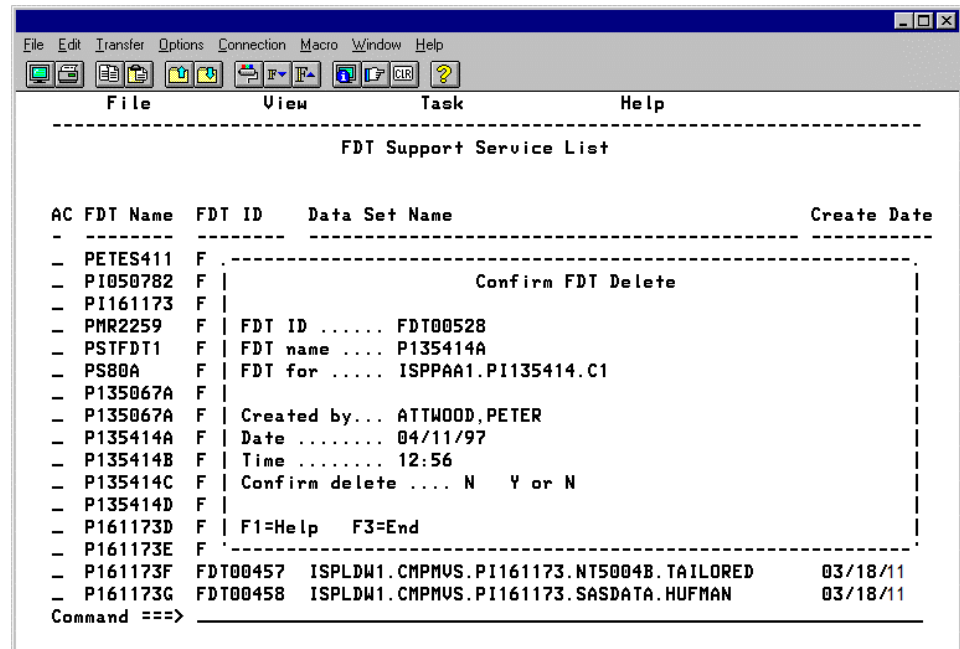 File Edit Transfer Options Connection Macro Window Help
CLR
File View Task Help
FDT Support Service List
AC FDT Name FDT ID Data Set Name Create Date
_ PETES411 F
_ PI050782 F | Confirm FDT Delete |
_ PI161173 F | |
_ PMR2259 F | FDT ID ...... FDT00528 |
_ PSTFDT1 F | FDT name .... P135414A |
_ PS80A F | FDT for ..... ISPPAA1.PI135414.C1 |
_ P135067A F | |
_ P135067A F | Created by... ATTWOOD,PETER |
_ P135414A F | Date ........ 04/11/97 |
_ P135414B F | Time ........ 12:56 |
_ P135414C F | Confirm delete .... N Y or N |
_ P135414D F | |
_ P161173D F | F1=Help F3=End |
_ P161173E F
_ P161173F FDT00457 ISPLDW1.CMPMVS.PI161173.NT5004B.TAILORED 03/18/11
_ P161173G FDT00458 ISPLDW1.CMPMVS.PI161173.SASDATA.HUFMAN 03/18/11
Command ===>